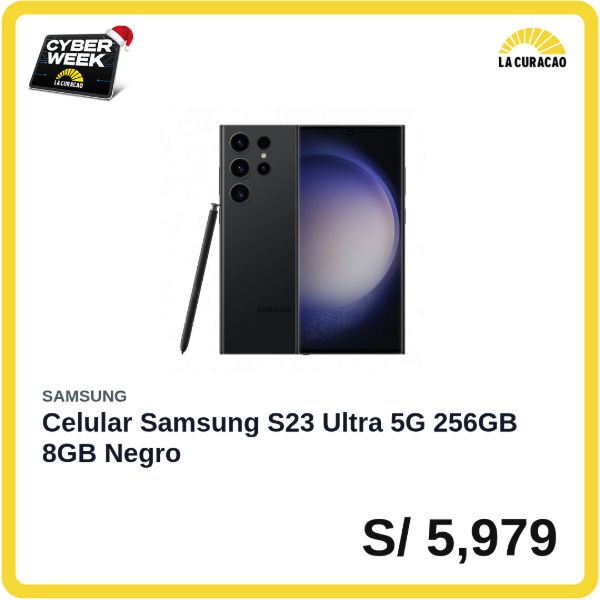 CYBER
WEEK
LA CURACAO
LA CURACAO
SAMSUNG
SAMSUNG
Celular Samsung S23 Ultra 5G 256GB
8GB Negro
S/ 5,979